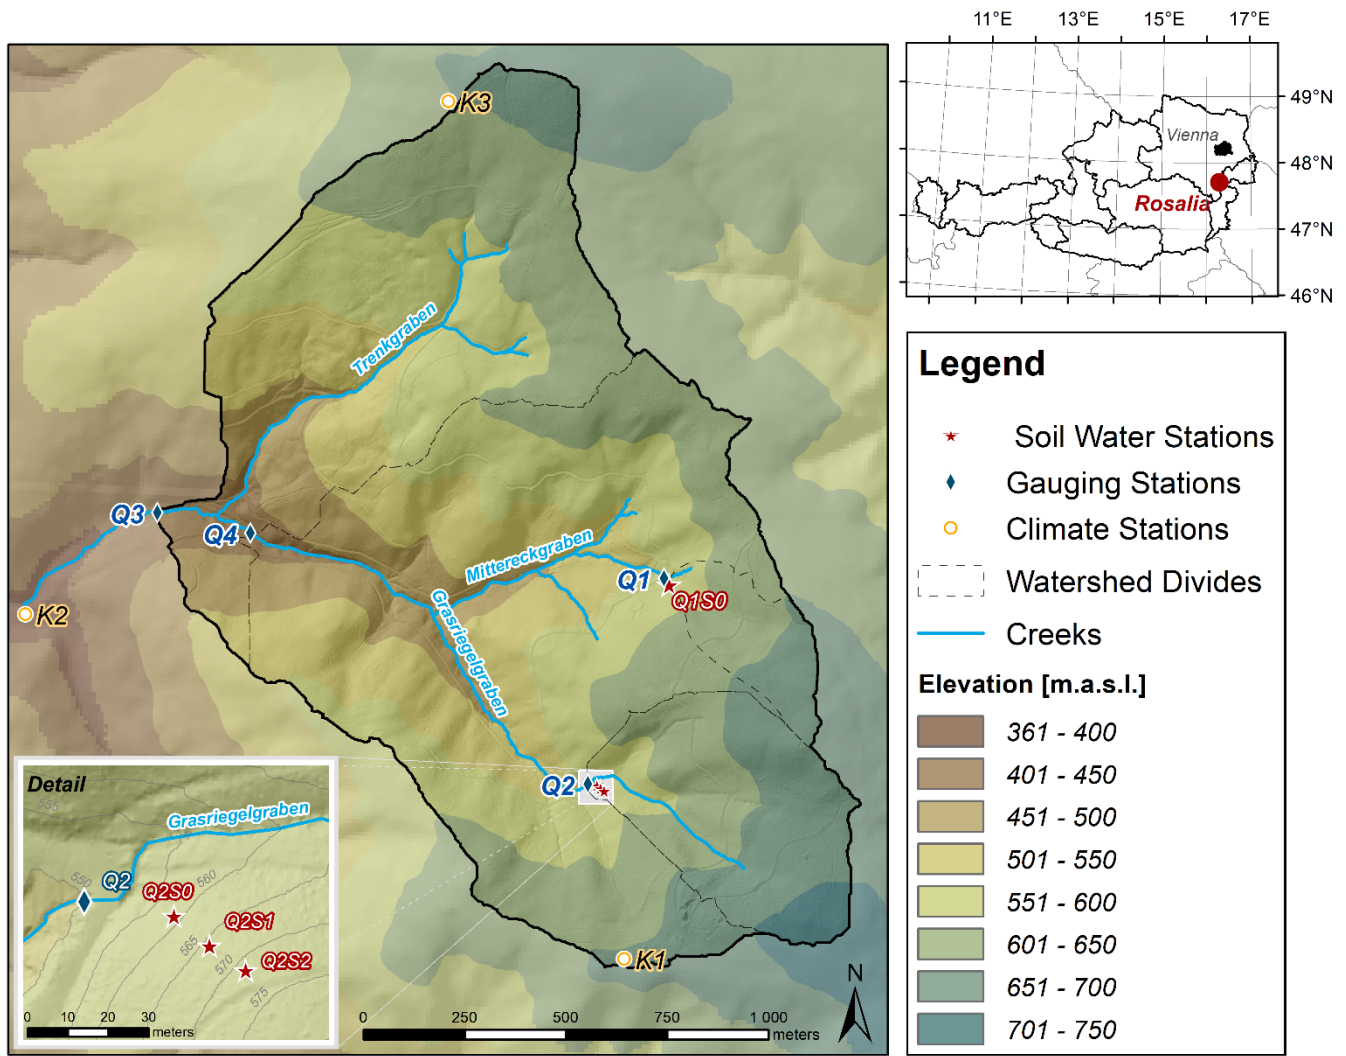 11°E 13°E 15°E 17°E
49°N
48°N
47°N
46°N
Vienna
Rosalia
K3
Trenkgraben
Q3
Q4
Mittereckgraben
Q1
Q1S0
K2
Grasriegelgraben
Q2
K1
Detail
Grasriegelgraben
555
550
Q2
Q2S0
560
Q2S1
565
570
Q2S2
575
0 10 20 30
meters
0 250 500 750 1 000
meters
N
Legend
Soil Water Stations
Gauging Stations
Climate Stations
Watershed Divides
Creeks
Elevation [m.a.s.l.]
361 - 400
401 - 450
451 - 500
501 - 550
551 - 600
601 - 650
651 - 700
701 - 750